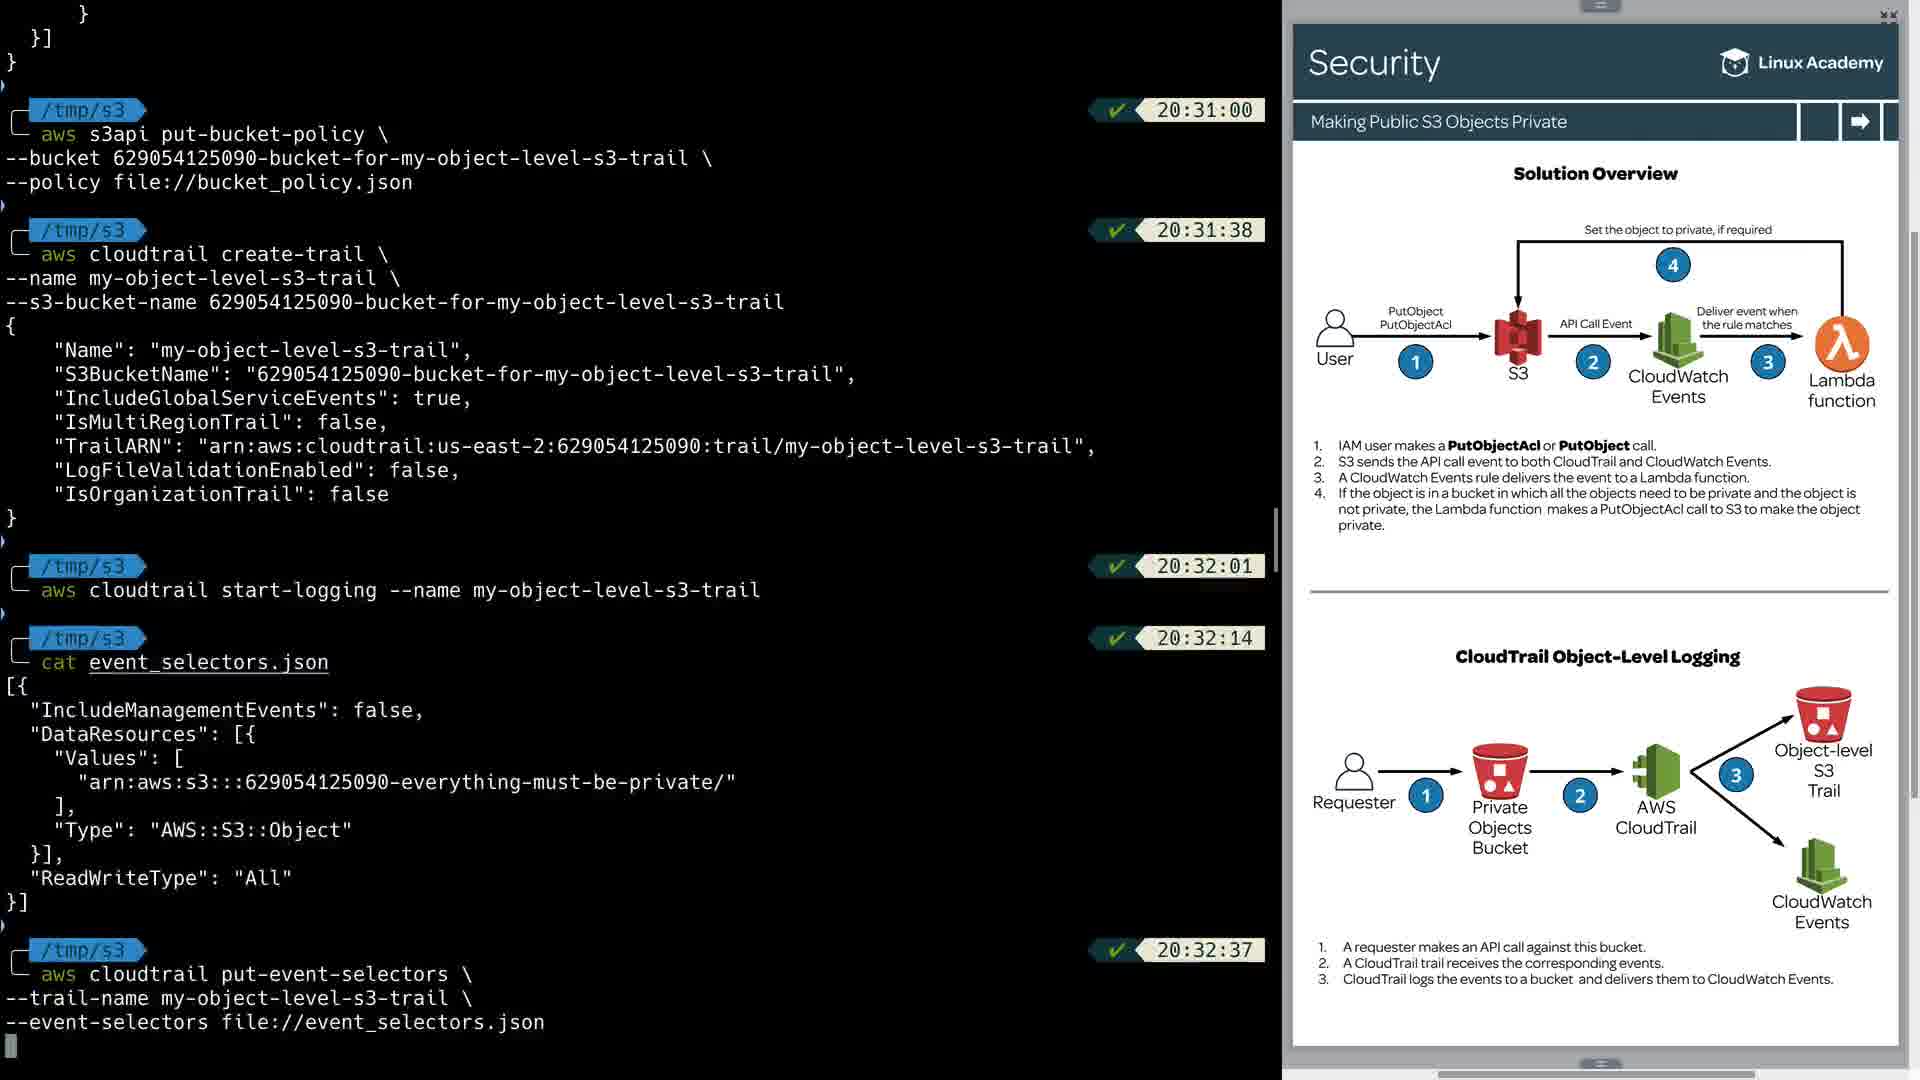 }
}]
}
/tmp/s3
✔ 20:31:00
aws s3api put-bucket-policy \
--bucket 629054125090-bucket-for-my-object-level-s3-trail \
--policy file://bucket_policy.json
/tmp/s3
✔ 20:31:38
aws cloudtrail create-trail \
--name my-object-level-s3-trail \
--s3-bucket-name 629054125090-bucket-for-my-object-level-s3-trail
{
"Name": "my-object-level-s3-trail",
"S3BucketName": "629054125090-bucket-for-my-object-level-s3-trail",
"IncludeGlobalServiceEvents": true,
"IsMultiRegionTrail": false,
"TrailARN": "arn:aws:cloudtrail:us-east-2:629054125090:trail/my-object-level-s3-trail",
"LogFileValidationEnabled": false,
"IsOrganizationTrail": false
}
/tmp/s3
✔ 20:32:01
aws cloudtrail start-logging --name my-object-level-s3-trail
/tmp/s3
✔ 20:32:14
cat event_selectors.json
[{
"IncludeManagementEvents": false,
"DataResources": [{
"Values": [
"arn:aws:s3:::629054125090-everything-must-be-private/"
],
"Type": "AWS::S3::Object"
}],
"ReadWriteType": "All"
}]
/tmp/s3
✔ 20:32:37
aws cloudtrail put-event-selectors \
--trail-name my-object-level-s3-trail \
--event-selectors file://event_selectors.json
Security
Linux Academy
Making Public S3 Objects Private
Solution Overview
Set the object to private, if required
4
PutObject
PutObjectAcl
API Call Event
Deliver event when
the rule matches
λ
1
2
3
User
S3
CloudWatch
Events
Lambda
function
1. IAM user makes a PutObjectAcl or PutObject call.
2. S3 sends the API call event to both CloudTrail and CloudWatch Events.
3. A CloudWatch Events rule delivers the event to a Lambda function.
4. If the object is in a bucket in which all the objects need to be private and the object is
not private, the Lambda function makes a PutObjectAcl call to S3 to make the object
private.
CloudTrail Object-Level Logging
Object-level
S3
Trail
3
Requester
1
Private
Objects
Bucket
2
AWS
CloudTrail
CloudWatch
Events
1. A requester makes an API call against this bucket.
2. A CloudTrail trail receives the corresponding events.
3. CloudTrail logs the events to a bucket and delivers them to CloudWatch Events.